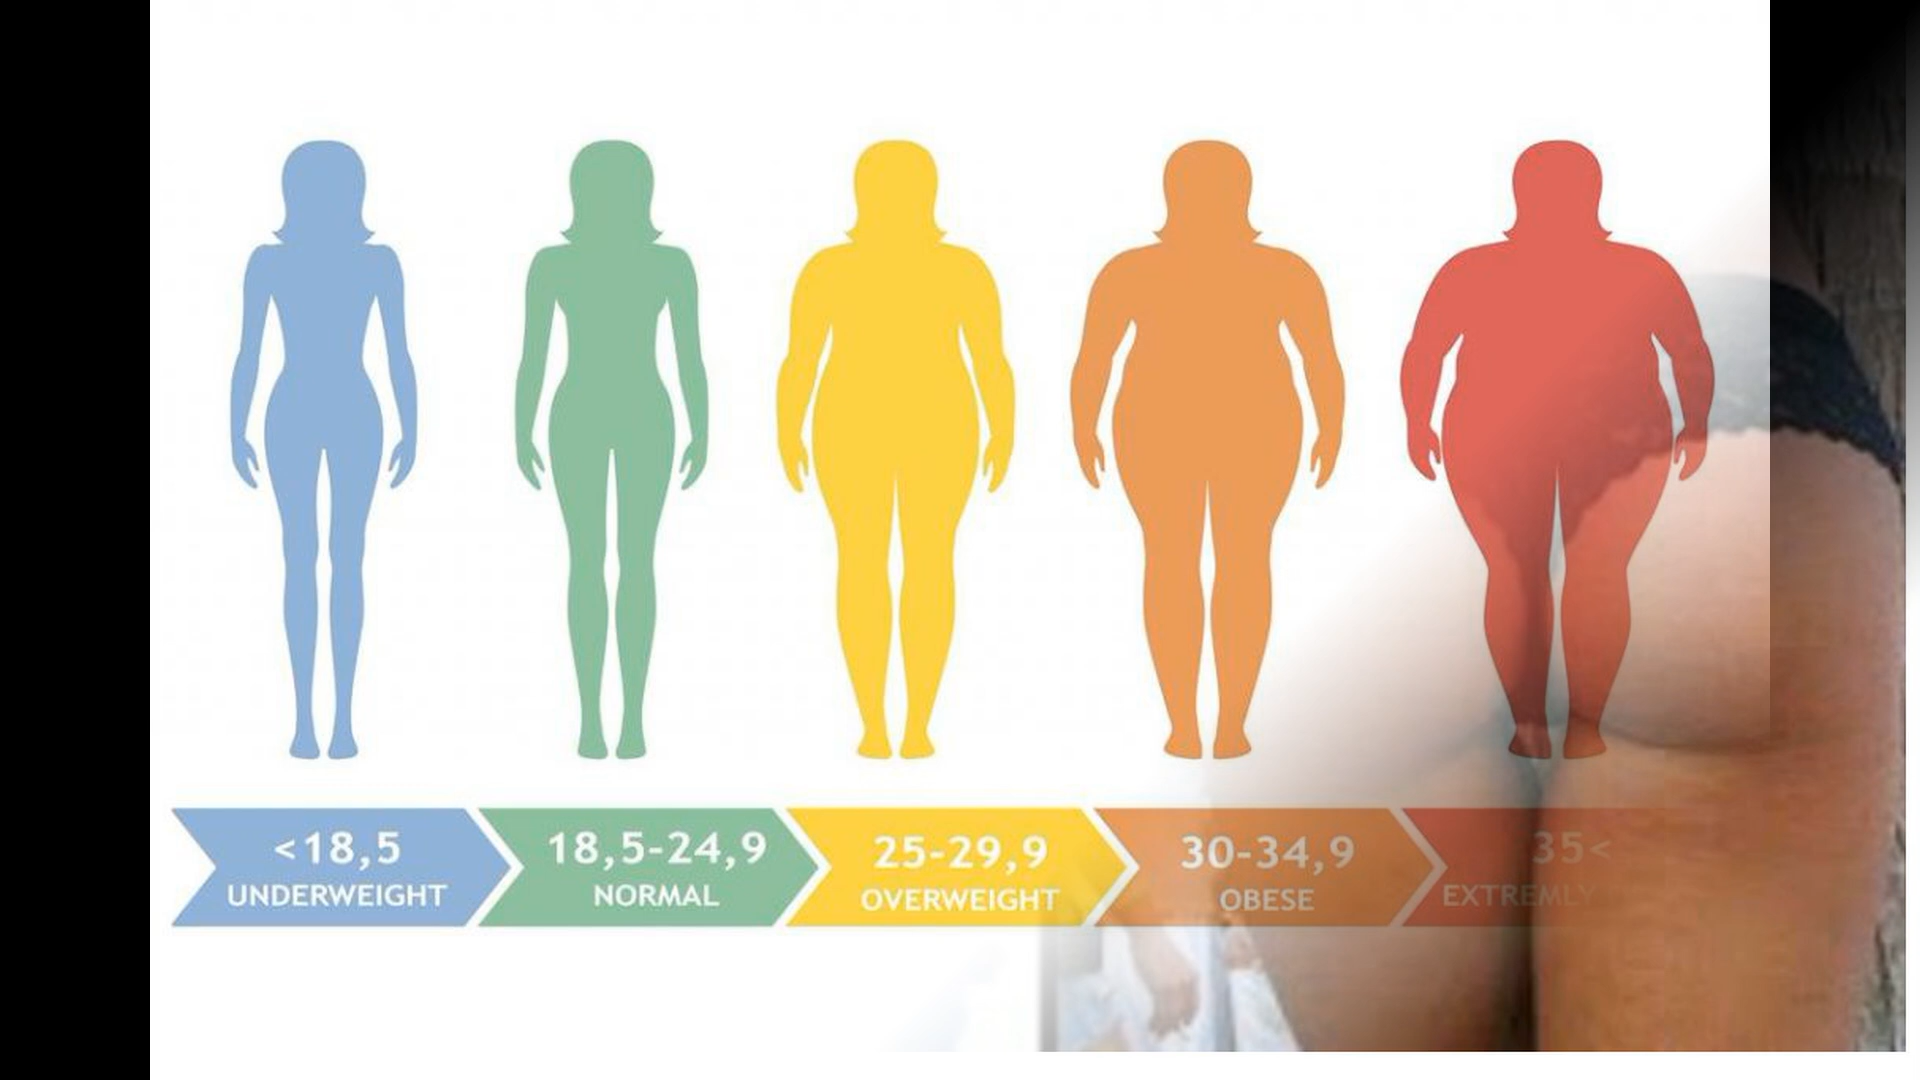 <18,5
UNDERWEIGHT
18,5-24,9
NORMAL
25-29,9
OVERWEIGHT
30-34,9
OBESE
35<
EXTREMLY